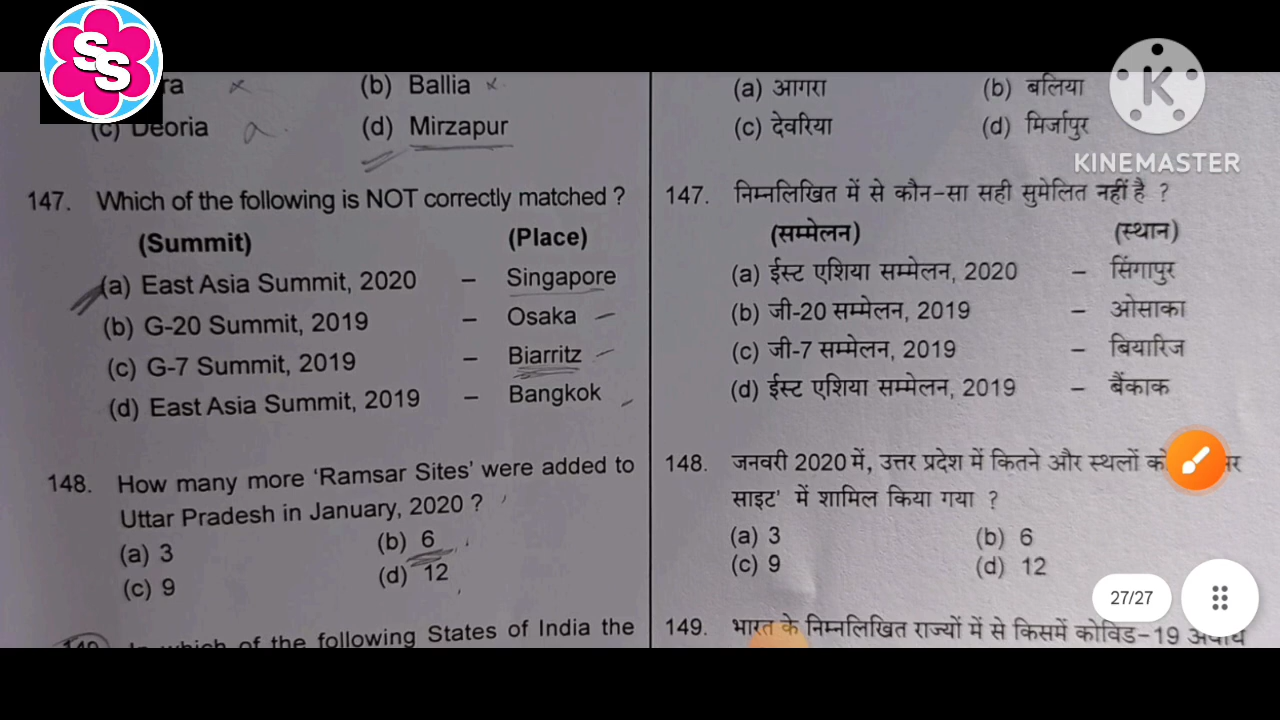 SS
ra
(b) Ballia
(c) Deoria
(d) Mirzapur
147. Which of the following is NOT correctly matched ?
(Summit) (Place)
(a) East Asia Summit, 2020 – Singapore
(b) G-20 Summit, 2019 – Osaka
(c) G-7 Summit, 2019 – Biarritz
(d) East Asia Summit, 2019 – Bangkok
148. How many more ‘Ramsar Sites’ were added to
Uttar Pradesh in January, 2020 ?
(a) 3 (b) 6
(c) 9 (d) 12
of the following States of India the
(a) आगरा (b) बलिया
(c) देवरिया (d) मिर्जापुर
147. निम्नलिखित में से कौन-सा सही सुमेलित नहीं है ?
(सम्मेलन) (स्थान)
(a) ईस्ट एशिया सम्मेलन, 2020 – सिंगापुर
(b) जी-20 सम्मेलन, 2019 – ओसाका
(c) जी-7 सम्मेलन, 2019 – बियारिज
(d) ईस्ट एशिया सम्मेलन, 2019 – बैंकाक
148. जनवरी 2020 में, उत्तर प्रदेश में कितने और स्थलों को
साइट' में शामिल किया गया ?
(a) 3 (b) 6
(c) 9 (d) 12
149. भारत के निम्नलिखित राज्यों में से किसमें कोविड-19
KINEMASTER
27/27